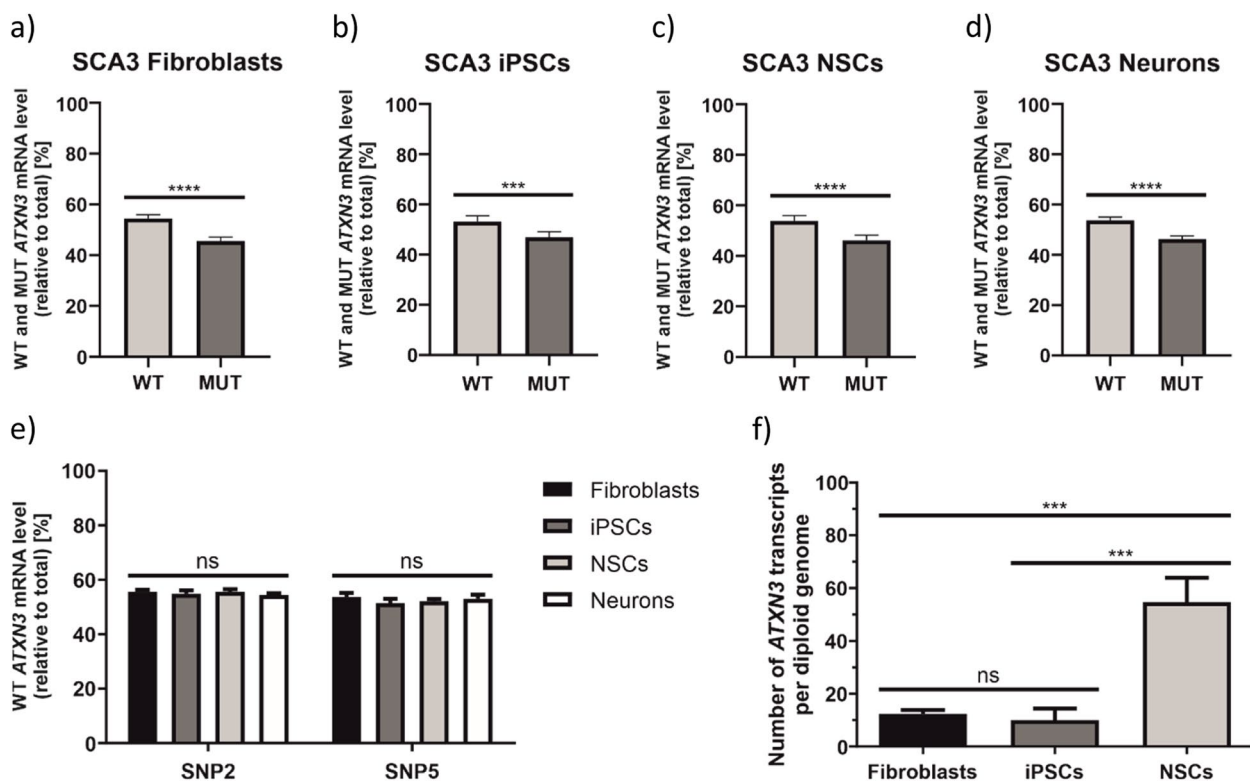 a)
SCA3 Fibroblasts
WT and MUT ATXN3 mRNA level
(relative to total) [%]
100
80
60
40
20
0
****
WT
MUT
b)
SCA3 iPSCs
WT and MUT ATXN3 mRNA level
(relative to total) [%]
100
80
60
40
20
0
***
WT
MUT
c)
SCA3 NSCs
WT and MUT ATXN3 mRNA level
(relative to total) [%]
100
80
60
40
20
0
****
WT
MUT
d)
SCA3 Neurons
WT and MUT ATXN3 mRNA level
(relative to total) [%]
100
80
60
40
20
0
****
WT
MUT
e)
WT ATXN3 mRNA level
(relative to total) [%]
100
80
60
40
20
0
ns
ns
SNP2
SNP5
Fibroblasts
iPSCs
NSCs
Neurons
f)
Number of ATXN3 transcripts
per diploid genome
100
80
60
40
20
0
***
***
ns
Fibroblasts
iPSCs
NSCs